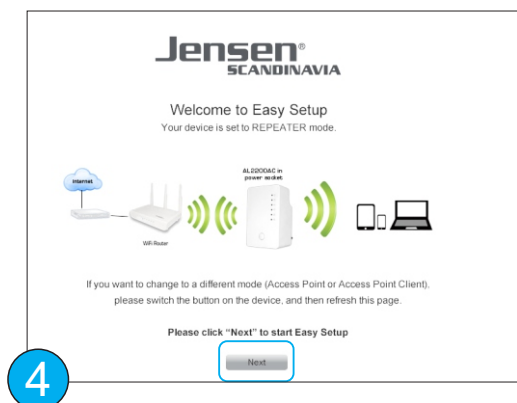 Jensen®
SCANDINAVIA
Welcome to Easy Setup
Your device is set to REPEATER mode.
AL2200AC in
power socket
Internet
WiFi Router
If you want to change to a different mode (Access Point or Access Point Client),
please switch the button on the device, and then refresh this page.
Please click “Next” to start Easy Setup
Next
4